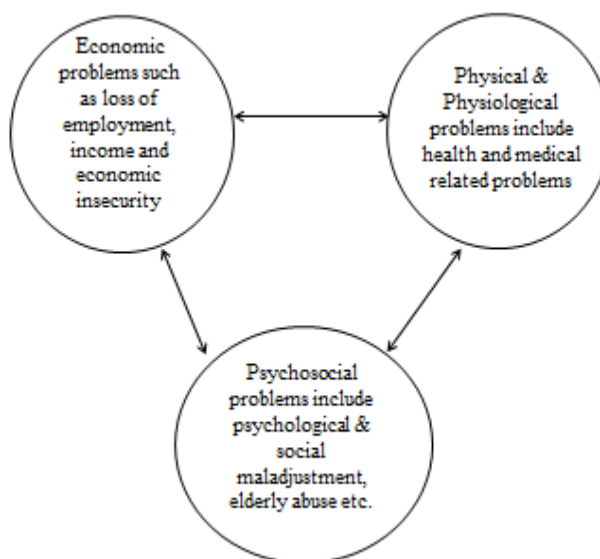 Economic
problems such
as loss of
employment,
income and
economic
insecurity
Physical &
Physiological
problems include
health and medical
related problems
Psychosocial
problems include
psychological &
social
maladjustment,
elderly abuse etc.